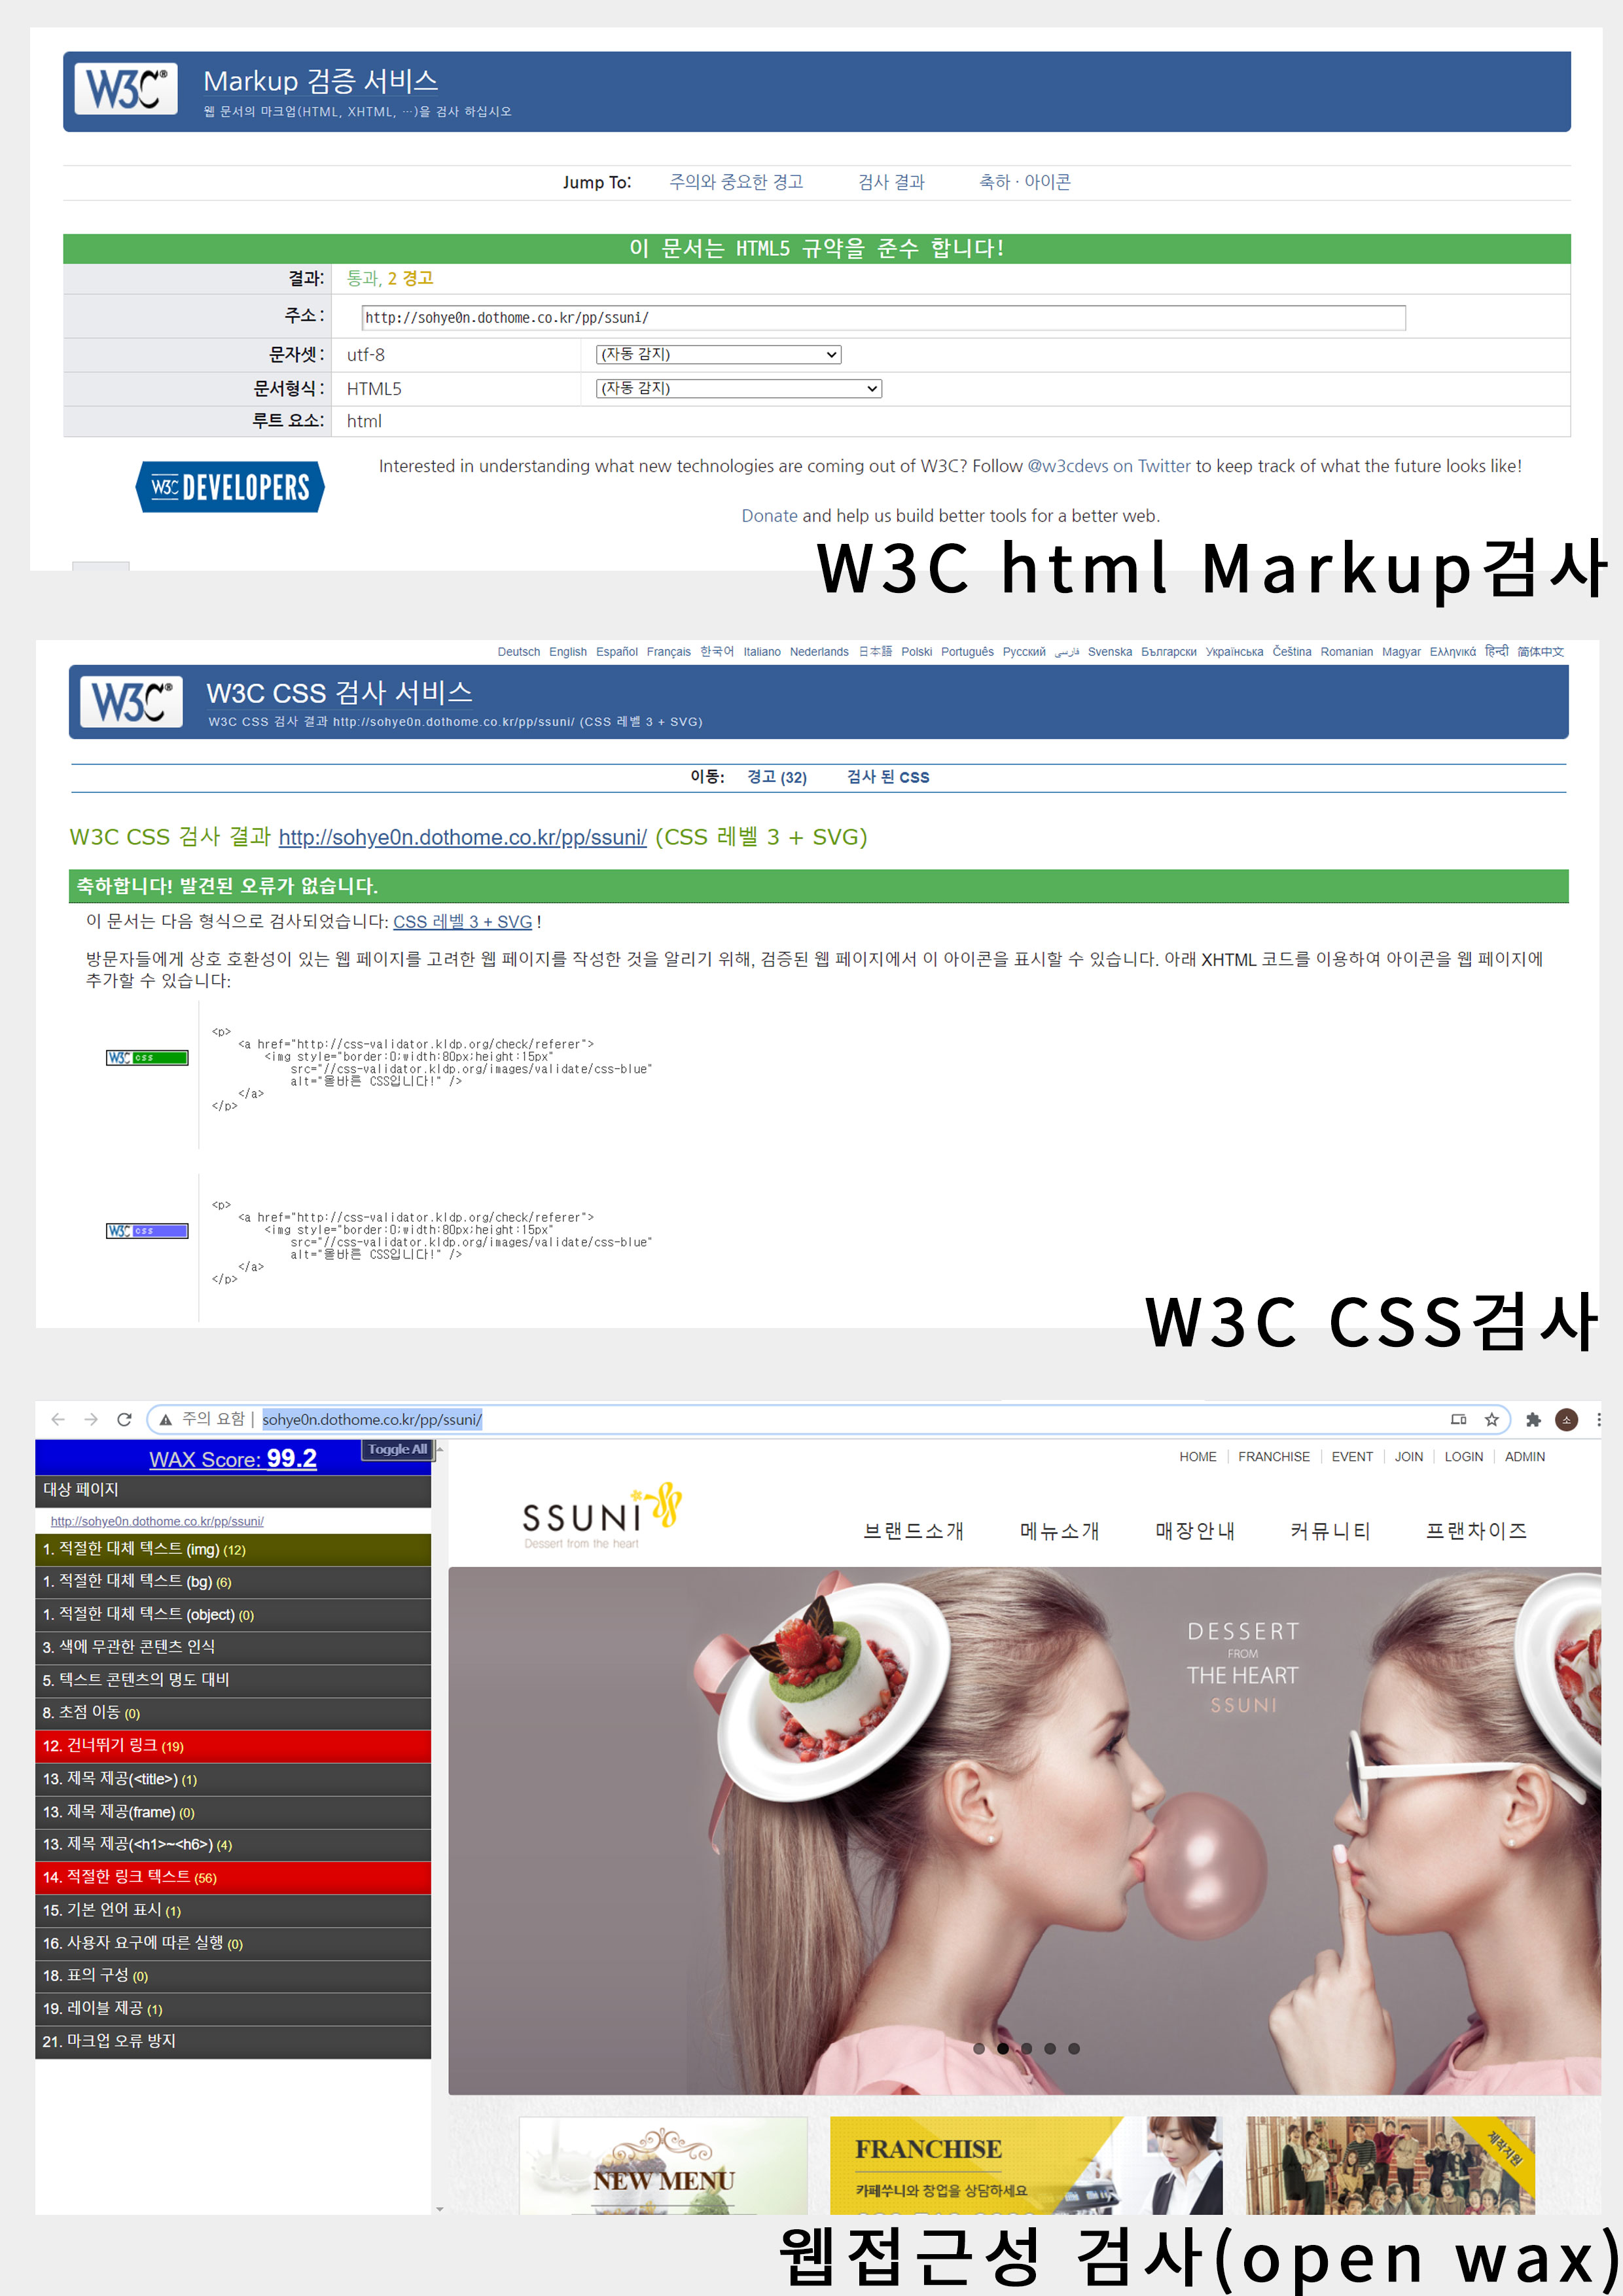 W3C®
Markup 검증 서비스
웹 문서의 마크업(HTML, XHTML, …)을 검사 하십시오
Jump To: 주의와 중요한 경고 검사 결과 축하 · 아이콘
이 문서는 HTML5 규약을 준수 합니다!
결과: 통과, 2 경고
주소 : http://sohye0n.dothome.co.kr/pp/ssuni/
문자셋 : utf-8 (자동 감지)
문서형식 : HTML5 (자동 감지)
루트 요소: html
W3C DEVELOPERS
Interested in understanding what new technologies are coming out of W3C? Follow @w3cdevs on Twitter to keep track of what the future looks like!
Donate and help us build better tools for a better web.
W3C html Markup검사
Deutsch English Español Français 한국어 Italiano Nederlands 日本語 Polski Português Русский فارسی Svenska Български Українська Čeština Romanian Magyar Ελληνικά हिन्दी 简体中文
W3C®
W3C CSS 검사 서비스
W3C CSS 검사 결과 http://sohye0n.dothome.co.kr/pp/ssuni/ (CSS 레벨 3 + SVG)
이동: 경고 (32) 검사 된 CSS
W3C CSS 검사 결과 http://sohye0n.dothome.co.kr/pp/ssuni/ (CSS 레벨 3 + SVG)
축하합니다! 발견된 오류가 없습니다.
이 문서는 다음 형식으로 검사되었습니다: CSS 레벨 3 + SVG !
방문자들에게 상호 호환성이 있는 웹 페이지를 고려한 웹 페이지를 작성한 것을 알리기 위해, 검증된 웹 페이지에서 이 아이콘을 표시할 수 있습니다. 아래 XHTML 코드를 이용하여 아이콘을 웹 페이지에
추가할 수 있습니다:
W3C css
<p>
<a href="http://css-validator.kldp.org/check/referer">
<img style="border:0;width:80px;height:15px"
src="//css-validator.kldp.org/images/validate/css-blue"
alt="올바른 CSS입니다!" />
</a>
</p>
W3C css
<p>
<a href="http://css-validator.kldp.org/check/referer">
<img style="border:0;width:80px;height:15px"
src="//css-validator.kldp.org/images/validate/css-blue"
alt="올바른 CSS입니다!" />
</a>
</p>
W3C CSS검사
주의 요함 | sohye0n.dothome.co.kr/pp/ssuni/
소
WAX Score: 99.2
Toggle All
대상 페이지
http://sohye0n.dothome.co.kr/pp/ssuni/
1. 적절한 대체 텍스트 (img) (12)
1. 적절한 대체 텍스트 (bg) (6)
1. 적절한 대체 텍스트 (object) (0)
3. 색에 무관한 콘텐츠 인식
5. 텍스트 콘텐츠의 명도 대비
8. 초점 이동 (0)
12. 건너뛰기 링크 (19)
13. 제목 제공(<title>) (1)
13. 제목 제공(frame) (0)
13. 제목 제공(<h1>~<h6>) (4)
14. 적절한 링크 텍스트 (56)
15. 기본 언어 표시 (1)
16. 사용자 요구에 따른 실행 (0)
18. 표의 구성 (0)
19. 레이블 제공 (1)
21. 마크업 오류 방지
HOME FRANCHISE EVENT JOIN LOGIN ADMIN
SSUNI
Dessert from the heart
브랜드소개 메뉴소개 매장안내 커뮤니티 프랜차이즈
DESSERT
FROM
THE HEART
SSUNI
NEW MENU
FRANCHISE
카페쑤니와 창업을 상담하세요
제작지원
웹접근성 검사(open wax)